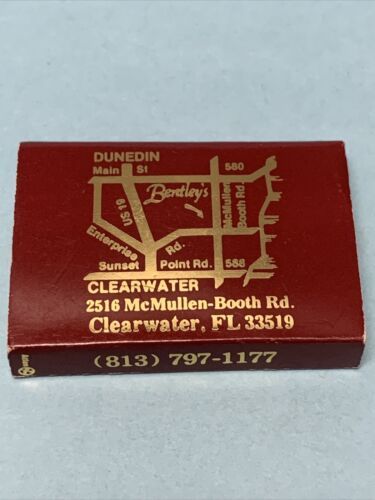 DUNEDIN
Main St 580
Bentley's
US 19
McMullen
Booth Rd.
Enterprise Rd.
Sunset Point Rd. 588
CLEARWATER
2516 McMullen-Booth Rd.
Clearwater, FL 33519
(813) 797-1177